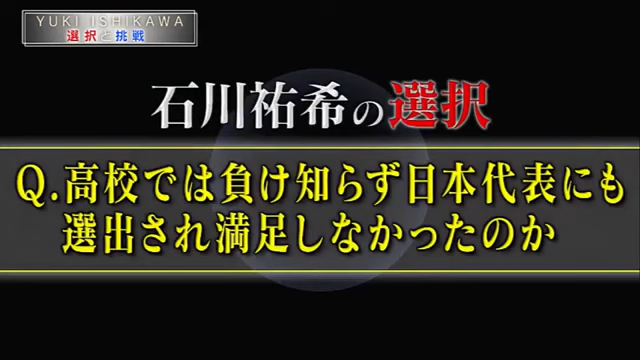 YUKI ISHIKAWA
選択と挑戦
石川祐希の選択
Q.高校では負け知らず日本代表にも
選出され満足しなかったのか